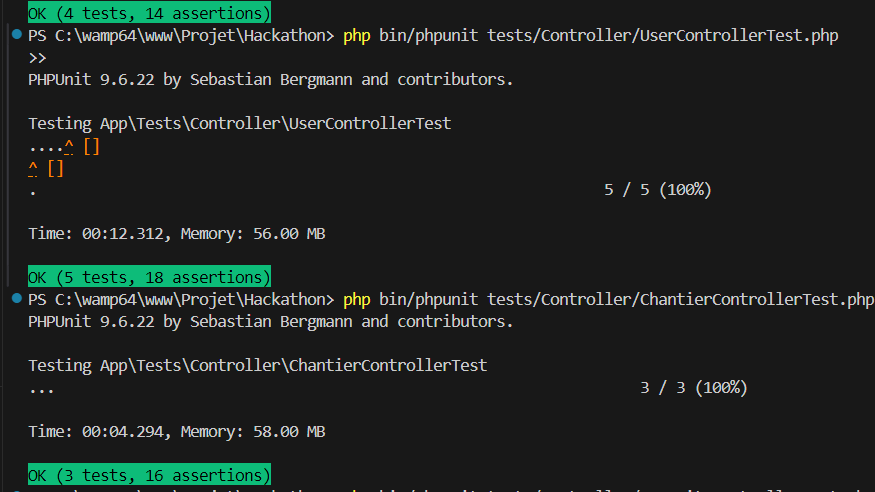 OK (4 tests, 14 assertions)
PS C:\wamp64\www\Projet\Hackathon> php bin/phpunit tests/Controller/UserControllerTest.php
>>
PHPUnit 9.6.22 by Sebastian Bergmann and contributors.
Testing App\Tests\Controller\UserControllerTest
....^ []
^ []
. 5 / 5 (100%)
Time: 00:12.312, Memory: 56.00 MB
OK (5 tests, 18 assertions)
PS C:\wamp64\www\Projet\Hackathon> php bin/phpunit tests/Controller/ChantierControllerTest.php
PHPUnit 9.6.22 by Sebastian Bergmann and contributors.
Testing App\Tests\Controller\ChantierControllerTest
... 3 / 3 (100%)
Time: 00:04.294, Memory: 58.00 MB
OK (3 tests, 16 assertions)